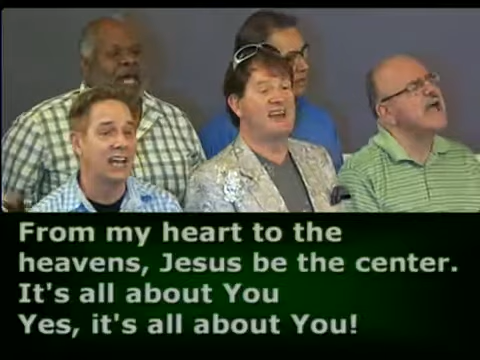 From my heart to the
heavens, Jesus be the center.
It's all about You
Yes, it's all about You!